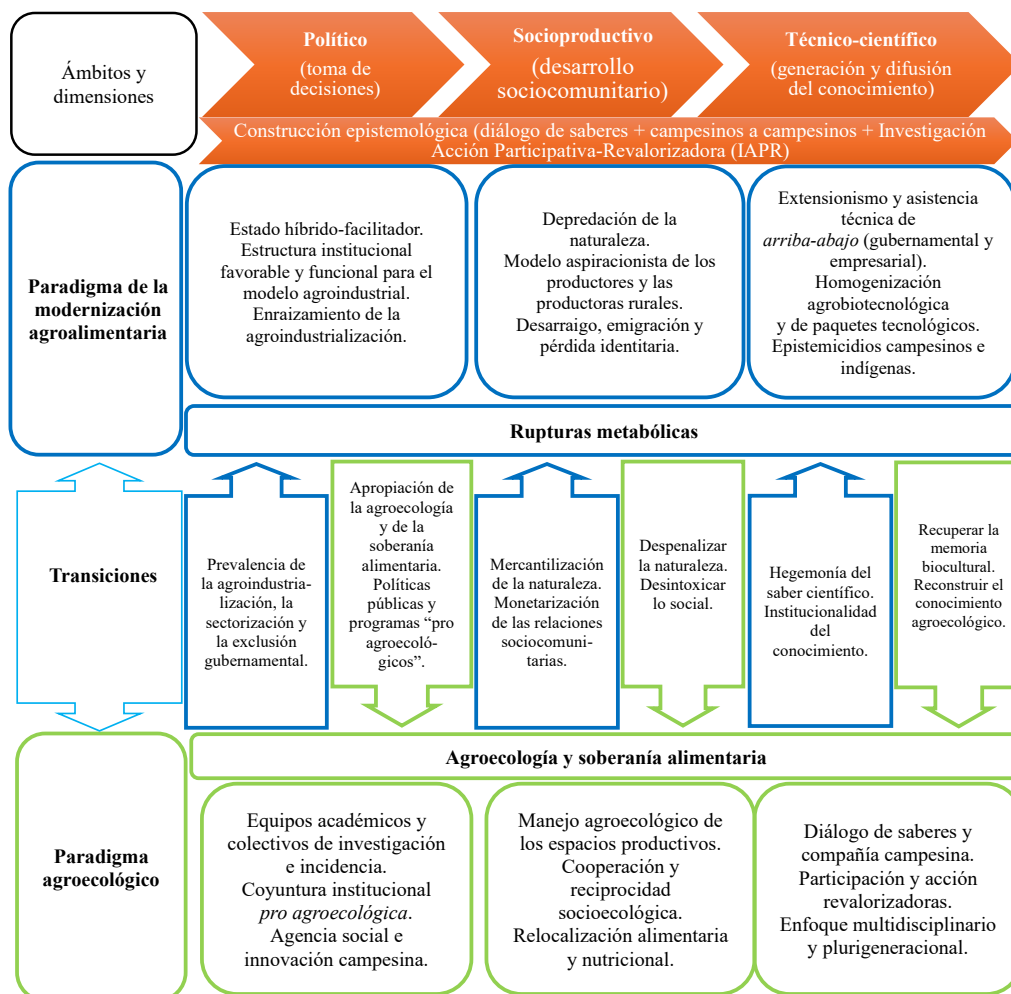 Ámbitos y
dimensiones
Político
(toma de
decisiones)
Socioproductivo
(desarrollo
sociocomunitario)
Técnico-científico
(generación y difusión
del conocimiento)
Construcción epistemológica (diálogo de saberes + campesinos a campesinos + Investigación
Acción Participativa-Revalorizadora (IAPR)
Paradigma de la
modernización
agroalimentaria
Estado híbrido-facilitador.
Estructura institucional
favorable y funcional para el
modelo agroindustrial.
Enraizamiento de la
agroindustrialización.
Depredación de la
naturaleza.
Modelo aspiracionista de los
productores y las
productoras rurales.
Desarraigo, emigración y
pérdida identitaria.
Extensionismo y asistencia
técnica de
arriba-abajo (gubernamental y
empresarial).
Homogenización
agrobiotecnológica
y de paquetes tecnológicos.
Epistemicidios campesinos e
indígenas.
Rupturas metabólicas
Transiciones
Prevalencia de
la agroindustria-
lización, la
sectorización y
la exclusión
gubernamental.
Apropiación de
la agroecología
y de la
soberanía
alimentaria.
Políticas
públicas y
programas “pro
agroecoló-
gicos”.
Mercantilización
de la naturaleza.
Monetarización
de las relaciones
sociocomuni-
tarias.
Despenalizar
la naturaleza.
Desintoxicar
lo social.
Hegemonía del
saber científico.
Institucionalidad
del
conocimiento.
Recuperar la
memoria
biocultural.
Reconstruir el
conocimiento
agroecológico.
Agroecología y soberanía alimentaria
Paradigma
agroecológico
Equipos académicos y
colectivos de investigación
e incidencia.
Coyuntura institucional
pro agroecológica.
Agencia social e
innovación campesina.
Manejo agroecológico de
los espacios productivos.
Cooperación y
reciprocidad
socioecológica.
Relocalización alimentaria
y nutricional.
Diálogo de saberes y
compañía campesina.
Participación y acción
revalorizadoras.
Enfoque multidisciplinario
y plurigeneracional.